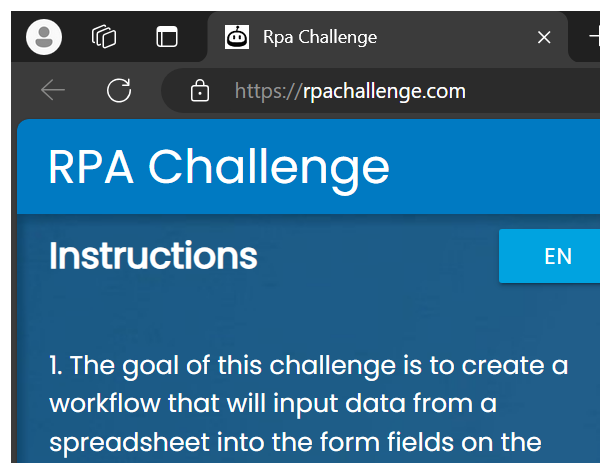 Rpa Challenge
https://rpachallenge.com
RPA Challenge
Instructions
EN
1. The goal of this challenge is to create a
workflow that will input data from a
spreadsheet into the form fields on the